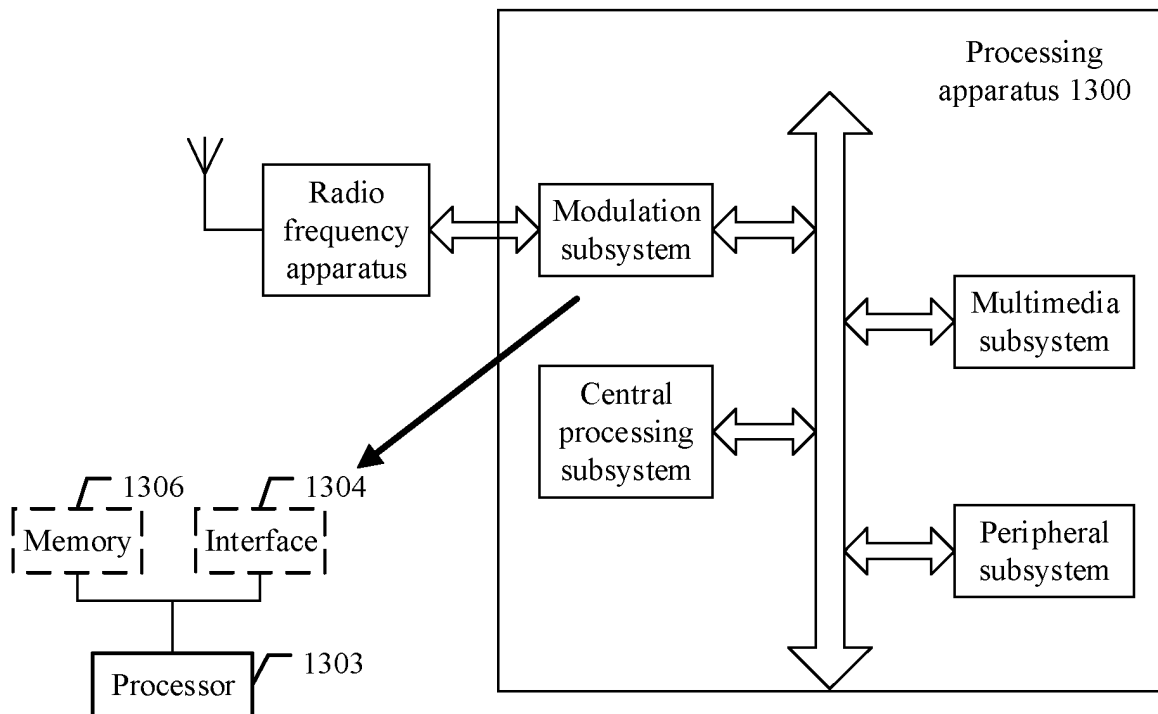 Processing
apparatus 1300
Radio
frequency
apparatus
Modulation
subsystem
Multimedia
subsystem
Central
processing
subsystem
1306
1304
Memory
Interface
Peripheral
subsystem
1303
Processor